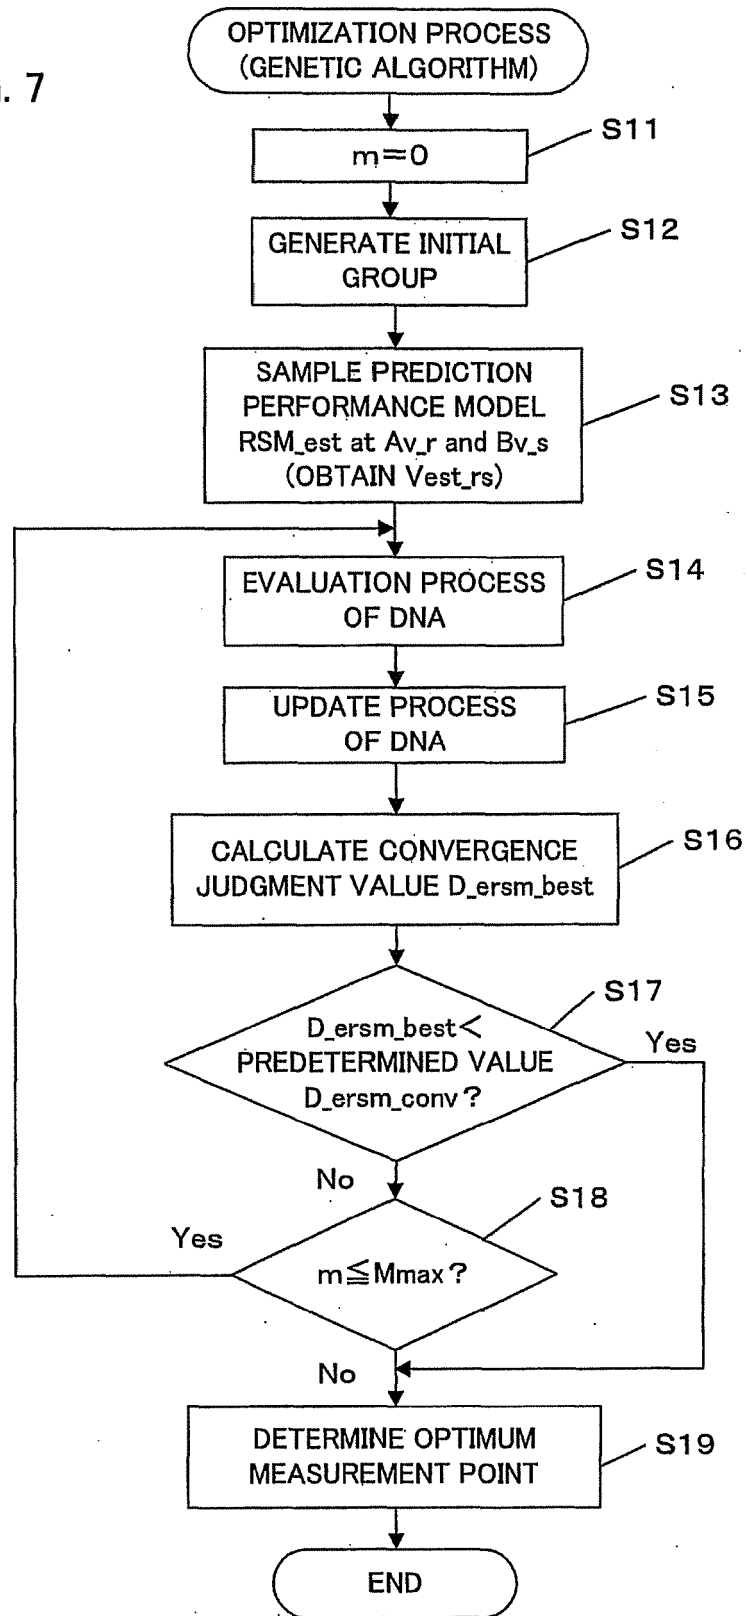 OPTIMIZATION PROCESS
(GENETIC ALGORITHM)
. 7
S11
m=0
S12
GENERATE INITIAL
GROUP
S13
SAMPLE PREDICTION
PERFORMANCE MODEL
RSM_est at Av_r and Bv_s
(OBTAIN Vest_rs)
S14
EVALUATION PROCESS
OF DNA
S15
UPDATE PROCESS
OF DNA
S16
CALCULATE CONVERGENCE
JUDGMENT VALUE D_ersm_best
S17
D_ersm_best<
PREDETERMINED VALUE
D_ersm_conv?
Yes
No
S18
Yes
m≦Mmax?
No
S19
DETERMINE OPTIMUM
MEASUREMENT POINT
END